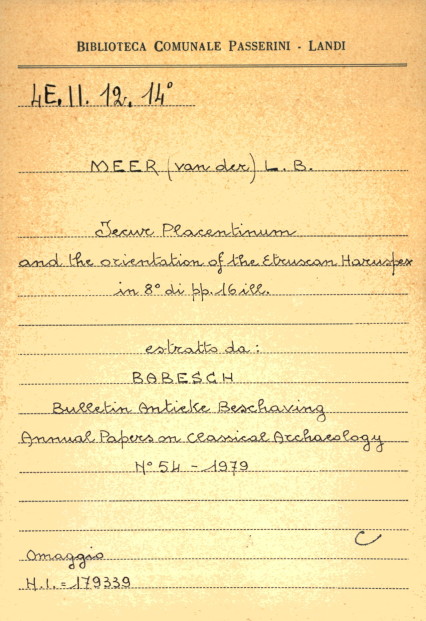 BIBLIOTECA COMUNALE PASSERINI - LANDI
4E.II.12.14°
MEER (van der) L. B.
Iecur Placentinum
and the orientation of the Etruscan Haruspex
in 8° di pp. 16 ill.
estratto da:
BABESCH
Bulletin Antieke Beschaving
Annual Papers on Classical Archaeology
N° 54 - 1979
C
Omaggio
N.I. = 179339